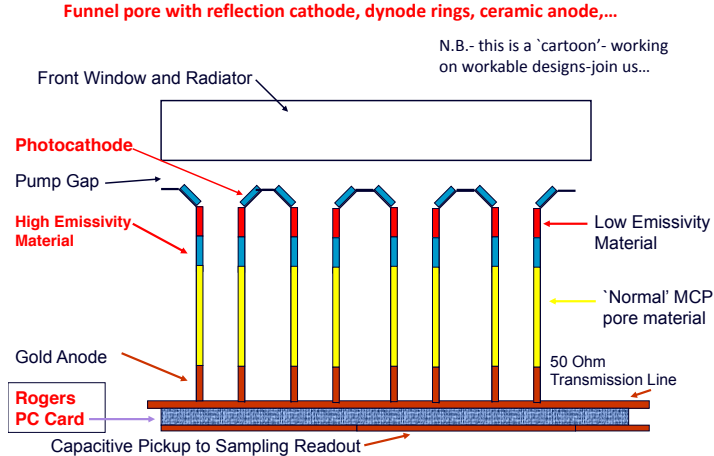 Funnel pore with reflection cathode, dynode rings, ceramic anode,...
N.B.- this is a `cartoon'- working
on workable designs-join us...
Front Window and Radiator
Photocathode
Pump Gap
High Emissivity
Material
Low Emissivity
Material
`Normal' MCP
pore material
Gold Anode
50 Ohm
Transmission Line
Rogers
PC Card
Capacitive Pickup to Sampling Readout